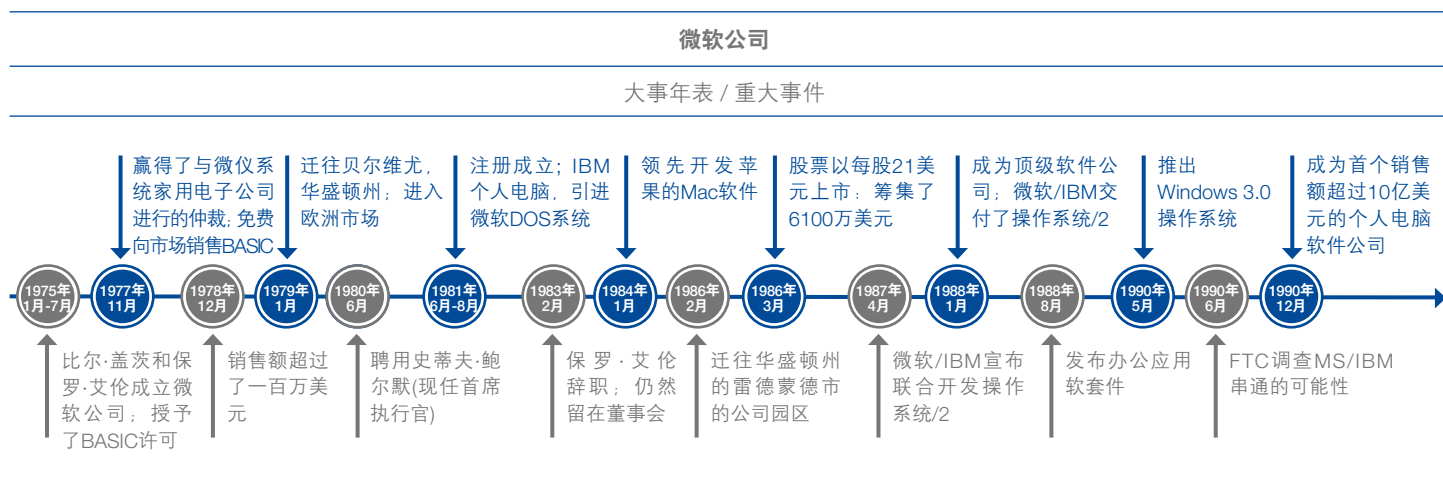 微软公司
大事年表 / 重大事件
赢得了与微仪系
统家用电子公司
进行的仲裁; 免费
向市场销售BASIC
迁往贝尔维尤，
华盛顿州；进入
欧洲市场
注册成立；IBM
个人电脑，引进
微软DOS系统
领先开发苹
果的Mac软件
股票以每股21美
元上市：筹集了
6100万美元
成为顶级软件公
司；微软/IBM交
付了操作系统/2
推出
Windows 3.0
操作系统
成为首个销售
额超过10亿美
元的个人电脑
软件公司
1975年
1月-7月
1977年
11月
1978年
12月
1979年
1月
1980年
6月
1981年
6月-8月
1983年
2月
1984年
1月
1986年
2月
1986年
3月
1987年
4月
1988年
1月
1988年
8月
1990年
5月
1990年
6月
1990年
12月
比尔·盖茨和保
罗·艾伦成立微
软公司；授予
了BASIC许可
销售额超过
了一百万美
元
聘用史蒂夫·鲍
尔默(现任首席
执行官)
保罗·艾伦
辞职；仍然
留在董事会
迁往华盛顿州
的雷德蒙德市
的公司园区
微软/IBM宣布
联合开发操作
系统/2
发布办公应用
软套件
FTC调查MS/IBM
串通的可能性